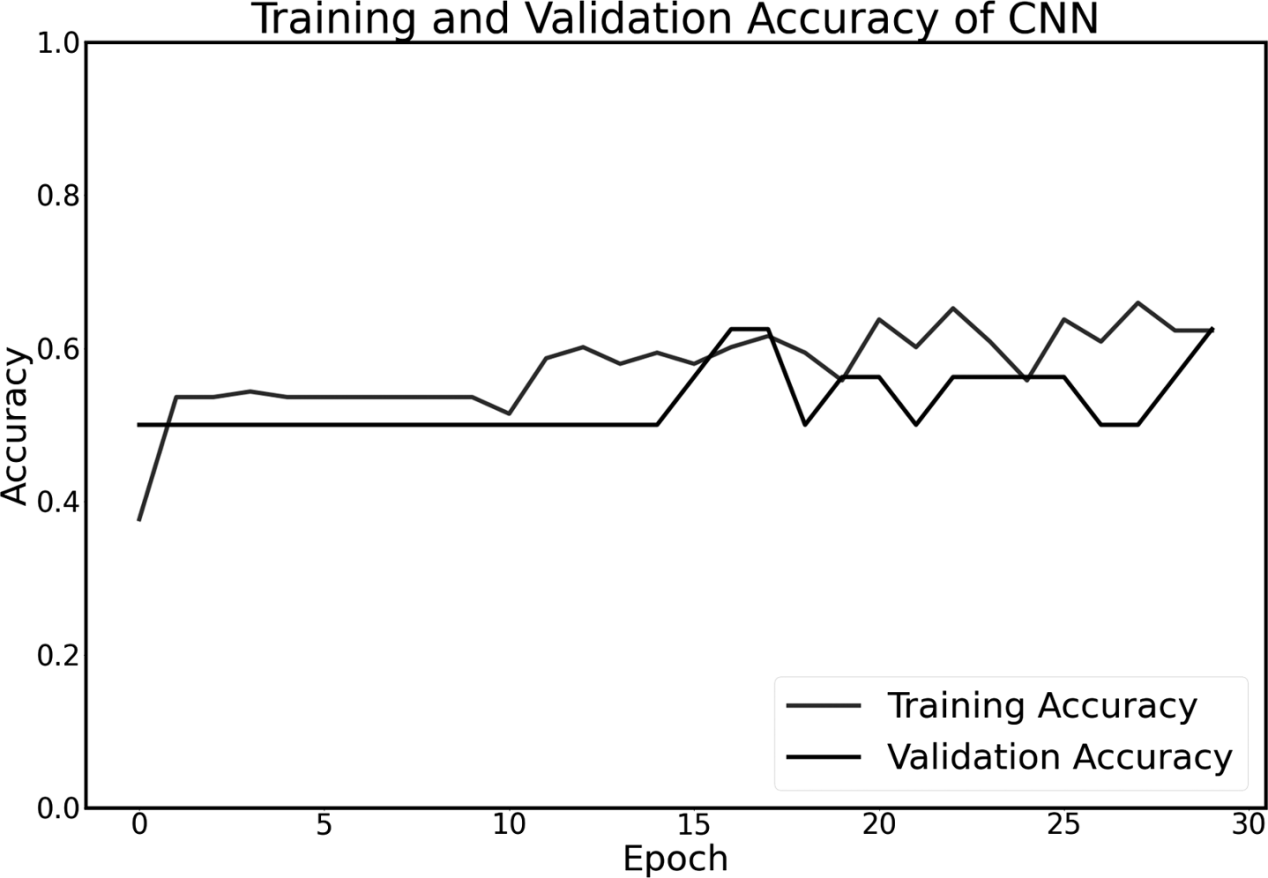 Training and Validation Accuracy of CNN
1.0
0.8
0.6
0.4
0.2
0.0
Accuracy
0 5 10 15 20 25 30
Epoch
Training Accuracy
Validation Accuracy